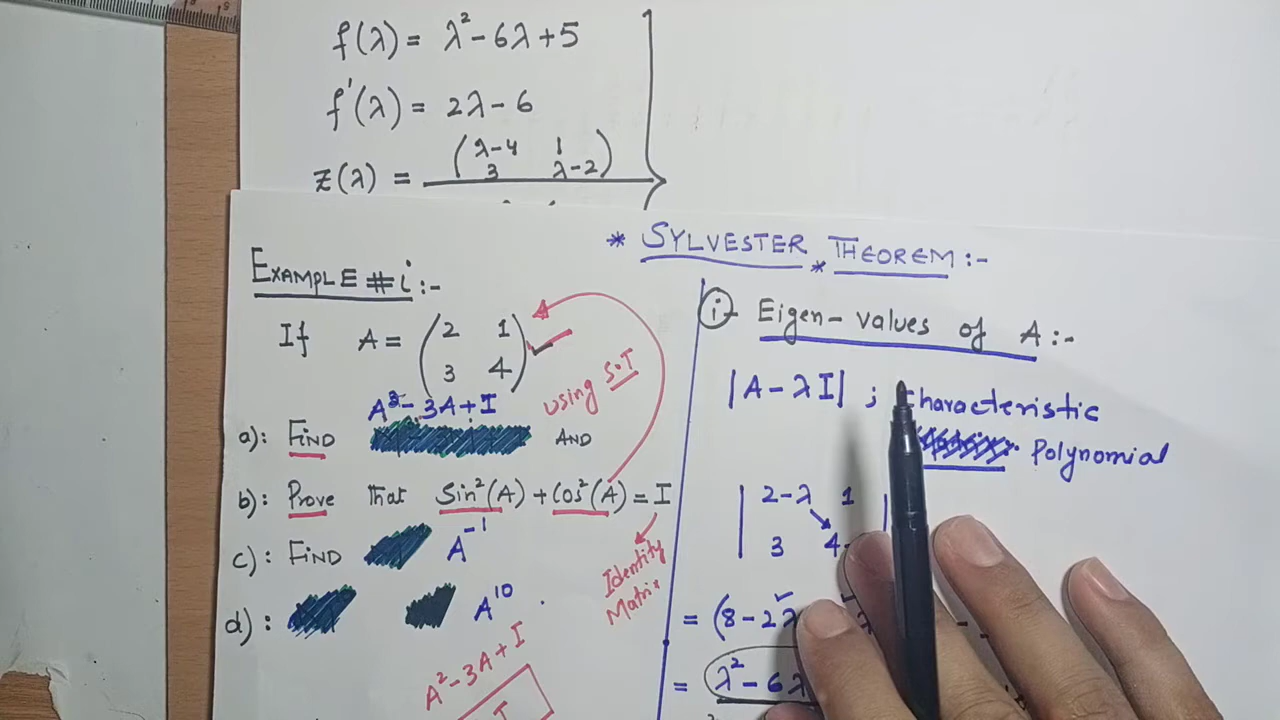 f(λ) = λ² - 6λ + 5
f'(λ) = 2λ - 6
z(λ) = (λ-4 1
3 λ-2)
* SYLVESTER * THEOREM:-
EXAMPLE # i:-
If A = (2 1
3 4)
using S.T
A² - 3A + I
a): FIND AND
b): Prove that Sin²(A) + Cos²(A) = I
Identity
Matrix
c): FIND A⁻¹
d): A¹⁰ .
A² - 3A + I
I
i- Eigen-values of A:-
|A - λI| ; characteristic
Polynomial
| 2-λ 1 |
3 4-
= (8 - 2λ
= λ² - 6λ